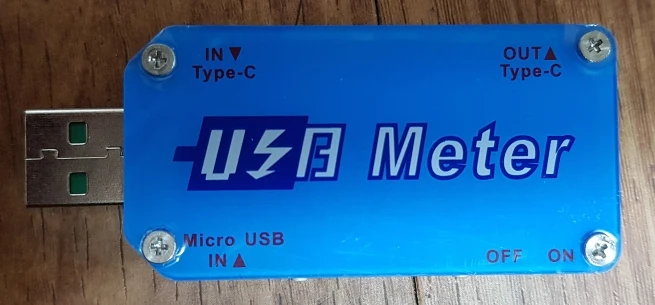 IN ▼
Type-C
OUT ▲
Type-C
USB Meter
Micro USB
IN ▲
OFF ON